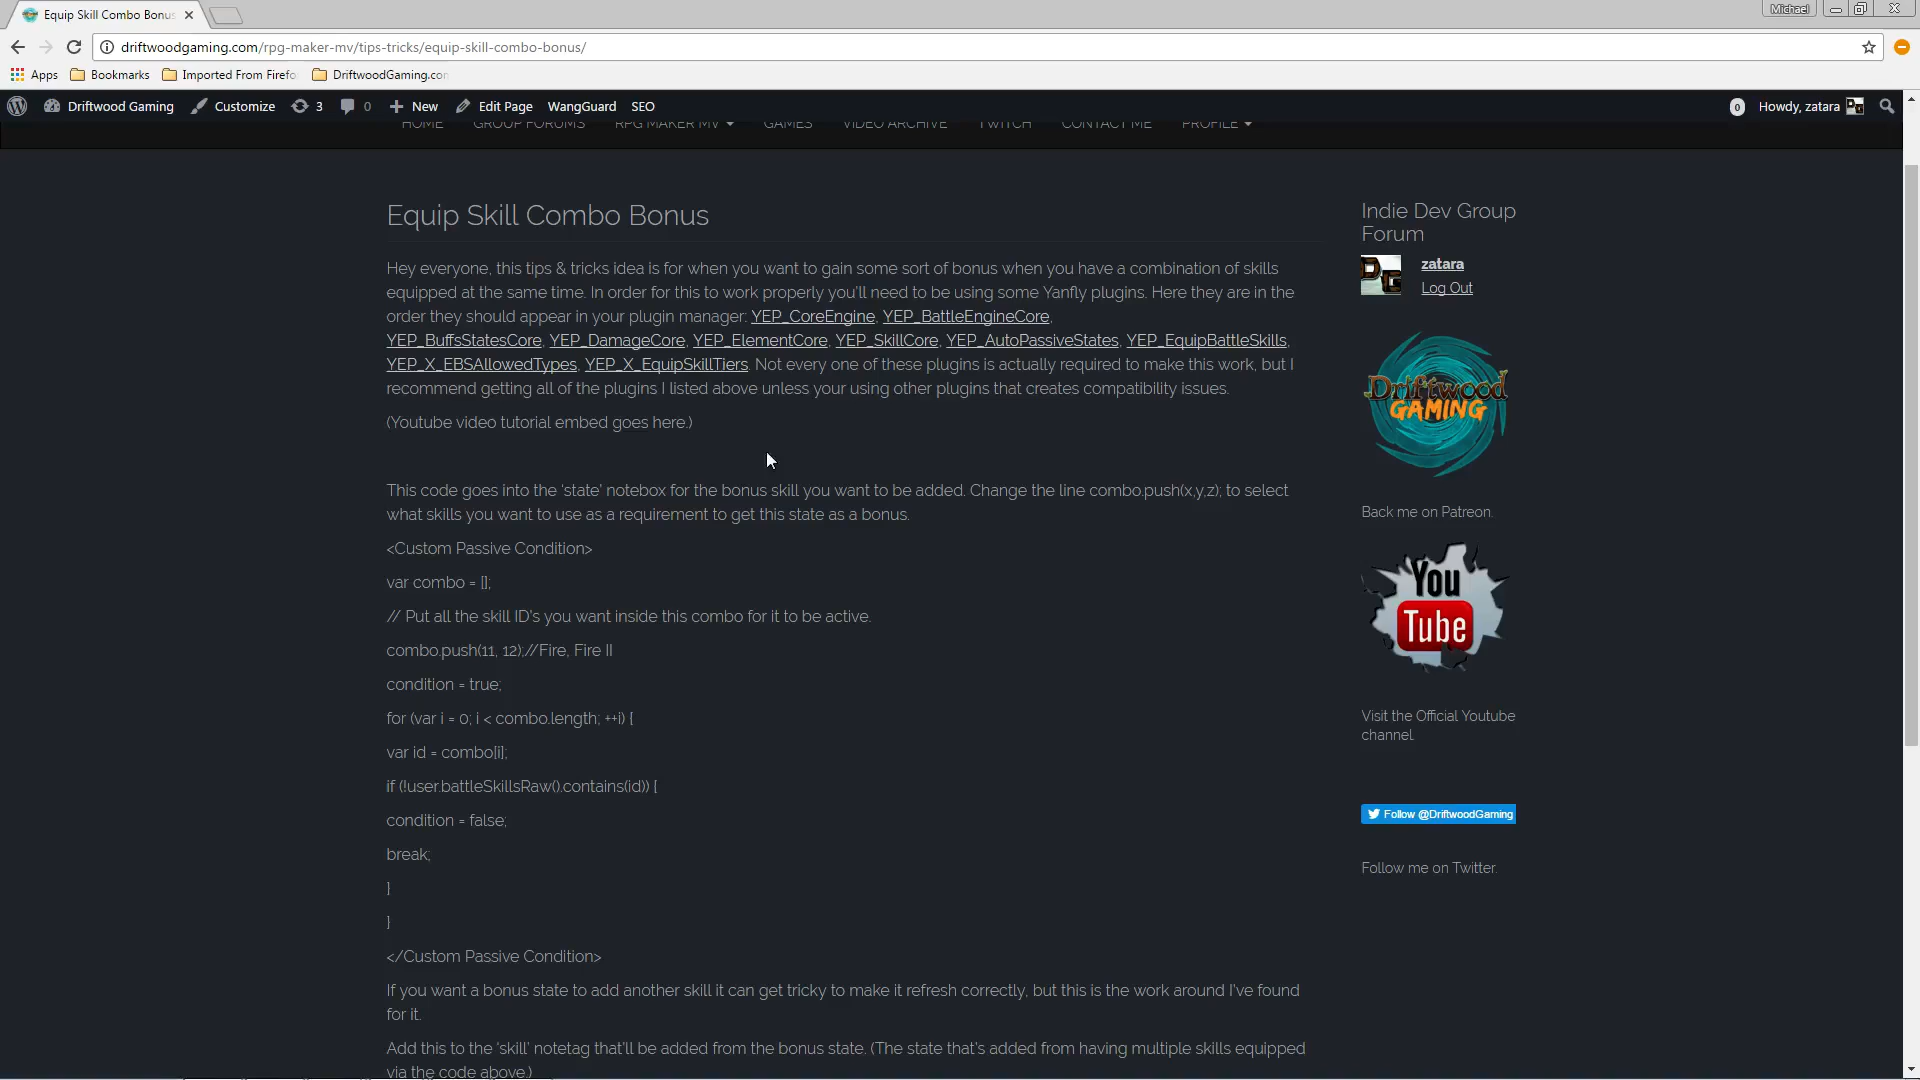 Equip Skill Combo Bonus
Michael
driftwoodgaming.com/rpg-maker-mv/tips-tricks/equip-skill-combo-bonus/
Apps Bookmarks Imported From Firefo DriftwoodGaming.con
Driftwood Gaming Customize 3 0 New Edit Page WangGuard SEO 0 Howdy, zatara
HOME GROUP FORUMS RPG MAKER MV GAMES VIDEO ARCHIVE TWITCH CONTACT ME PROFILE
Equip Skill Combo Bonus
Hey everyone, this tips & tricks idea is for when you want to gain some sort of bonus when you have a combination of skills
equipped at the same time. In order for this to work properly you'll need to be using some Yanfly plugins. Here they are in the
order they should appear in your plugin manager: YEP_CoreEngine, YEP_BattleEngineCore,
YEP_BuffsStatesCore, YEP_DamageCore, YEP_ElementCore, YEP_SkillCore, YEP_AutoPassiveStates, YEP_EquipBattleSkills,
YEP_X_EBSAllowedTypes, YEP_X_EquipSkillTiers. Not every one of these plugins is actually required to make this work, but I
recommend getting all of the plugins I listed above unless your using other plugins that creates compatibility issues.
(Youtube video tutorial embed goes here.)
This code goes into the 'state' notebox for the bonus skill you want to be added. Change the line combo.push(x,y,z); to select
what skills you want to use as a requirement to get this state as a bonus.
<Custom Passive Condition>
var combo = [];
// Put all the skill ID's you want inside this combo for it to be active.
combo.push(11, 12);//Fire, Fire II
condition = true;
for (var i = 0; i < combo.length; ++i) {
var id = combo[i];
if (!user.battleSkillsRaw().contains(id)) {
condition = false;
break;
}
}
</Custom Passive Condition>
If you want a bonus state to add another skill it can get tricky to make it refresh correctly, but this is the work around I've found
for it.
Add this to the 'skill' notetag that'll be added from the bonus state. (The state that's added from having multiple skills equipped
via the code above.)
Indie Dev Group
Forum
zatara
Log Out
Driftwood
GAMING
Back me on Patreon.
You
Tube
Visit the Official Youtube
channel.
Follow @DriftwoodGaming
Follow me on Twitter.